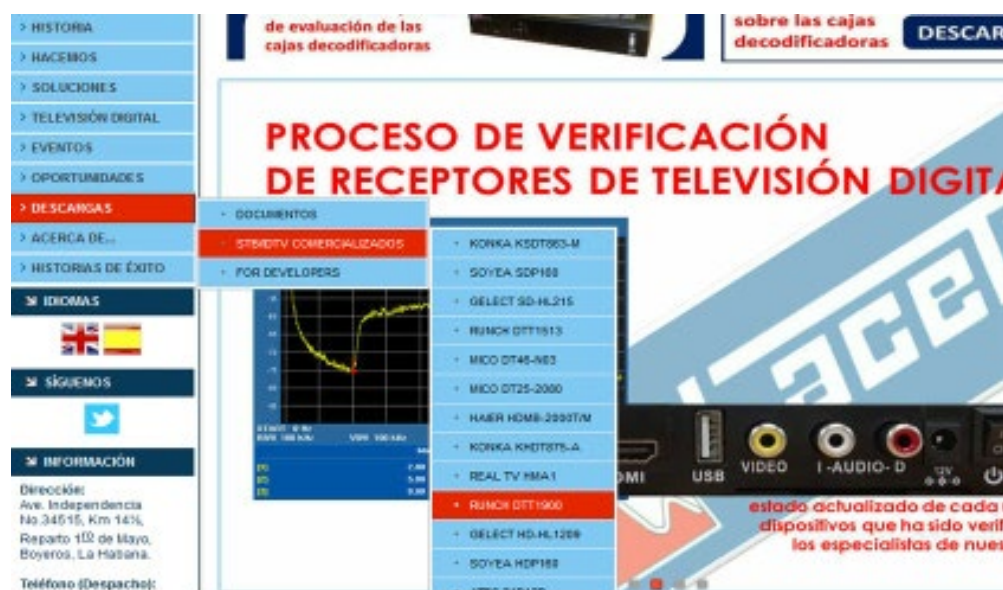 > HISTORIA
> HACEMOS
> SOLUCIONES
> TELEVISIÓN DIGITAL
> EVENTOS
> OPORTUNIDADES
> DESCARGAS
> ACERCA DE...
> HISTORIAS DE ÉXITO
IDIOMAS
SÍGUENOS
INFORMACIÓN
Dirección:
Ave. Independencia
No.34515, Km 14½,
Reparto 1º de Mayo,
Boyeros, La Habana.
Teléfono (Despacho):
DOCUMENTOS
STB/IDTV COMERCIALIZADOS
FOR DEVELOPERS
KONKA KSDT863-M
SOYEA SDP160
GELECT SD-HL215
RUNCH DTT1513
MICO DT46-N03
MICO DT25-2000
HAIER HDMB-2000T/M
KONKA KHDT875-A
REAL TV HMA1
RUNCH DTT1900
GELECT HD-HL1209
SOYEA HDP160
de evaluación de las
cajas decodificadoras
sobre las cajas
decodificadoras
DESCAR
PROCESO DE VERIFICACIÓN
DE RECEPTORES DE TELEVISIÓN DIGITA
USB
VIDEO
I -AUDIO- D
12V
estado actualizado de cada
dispositivos que ha sido veri
los especialistas de nues